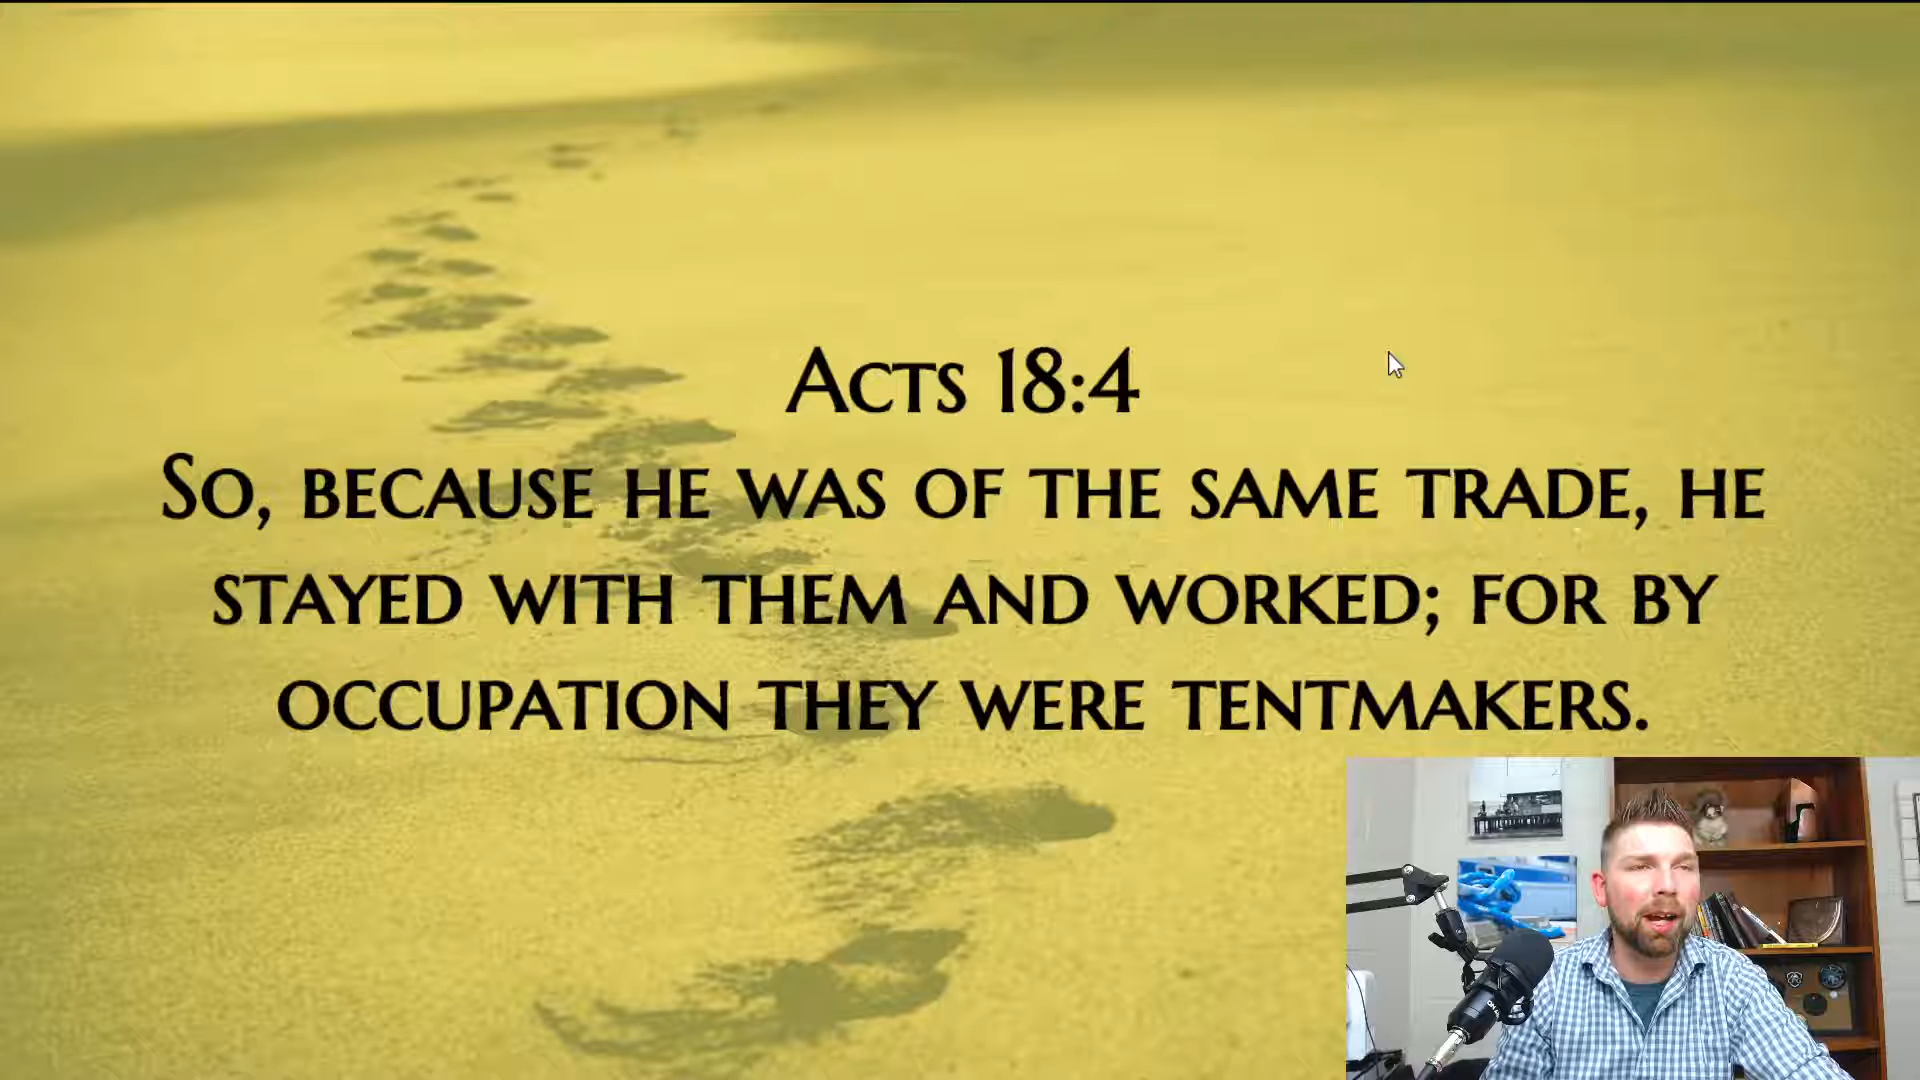 Acts 18:4
So, because he was of the same trade, he
stayed with them and worked; for by
occupation they were tentmakers.